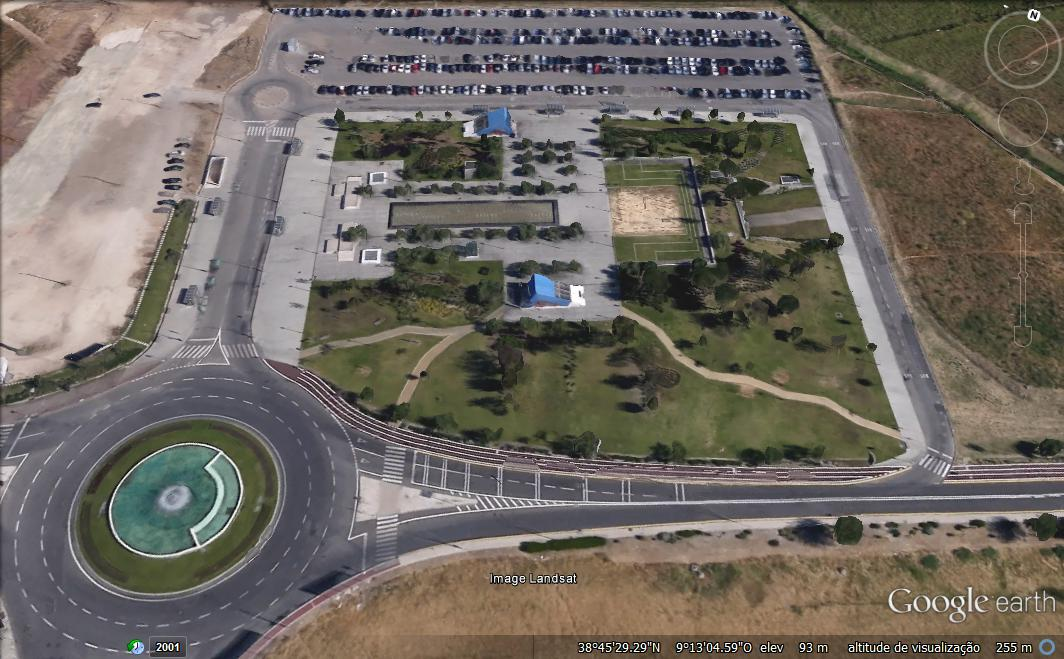 N
Image Landsat
Google earth
2001
38°45'29.29"N 9°13'04.59"O elev 93 m altitude de visualização 255 m